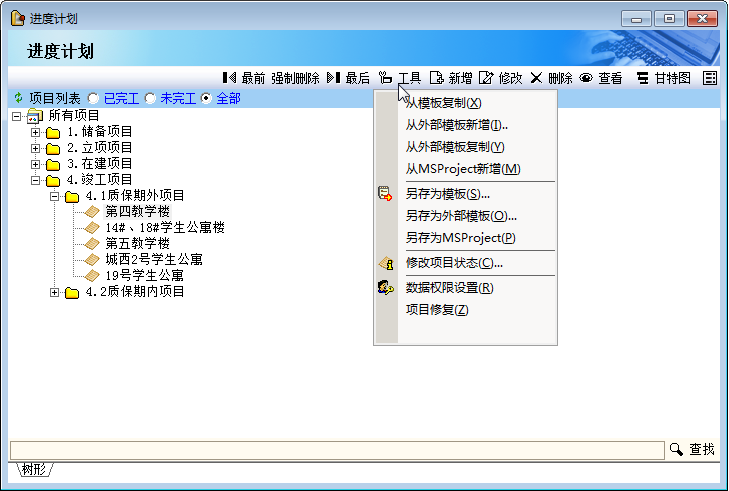 进度计划
进度计划
最前 强制删除 最后 工具 新增 修改 删除 查看 甘特图
项目列表 已完工 未完工 全部
所有项目
1.储备项目
2.立项项目
3.在建项目
4.竣工项目
4.1质保期外项目
第四教学楼
14#、18#学生公寓楼
第五教学楼
城西2号学生公寓
19号学生公寓
4.2质保期内项目
从模板复制(X)
从外部模板新增(I)..
从外部模板复制(Y)
从MSProject新增(M)
另存为模板(S)...
另存为外部模板(O)...
另存为MSProject(P)
修改项目状态(C)...
数据权限设置(R)
项目修复(Z)
查找
树形